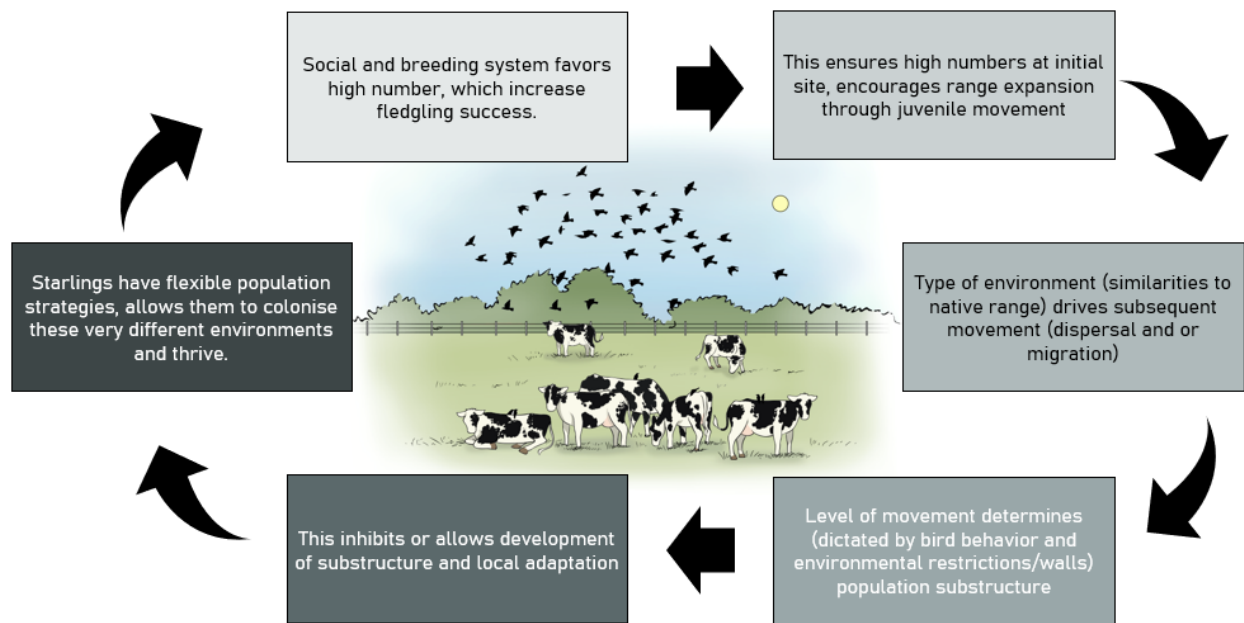 Social and breeding system favors
high number, which increase
fledgling success.
This ensures high numbers at initial
site, encourages range expansion
through juvenile movement
Type of environment (similarities to
native range) drives subsequent
movement (dispersal and or
migration)
Level of movement determines
(dictated by bird behavior and
environmental restrictions/walls)
population substructure
This inhibits or allows development
of substructure and local adaptation
Starlings have flexible population
strategies, allows them to colonise
these very different environments
and thrive.